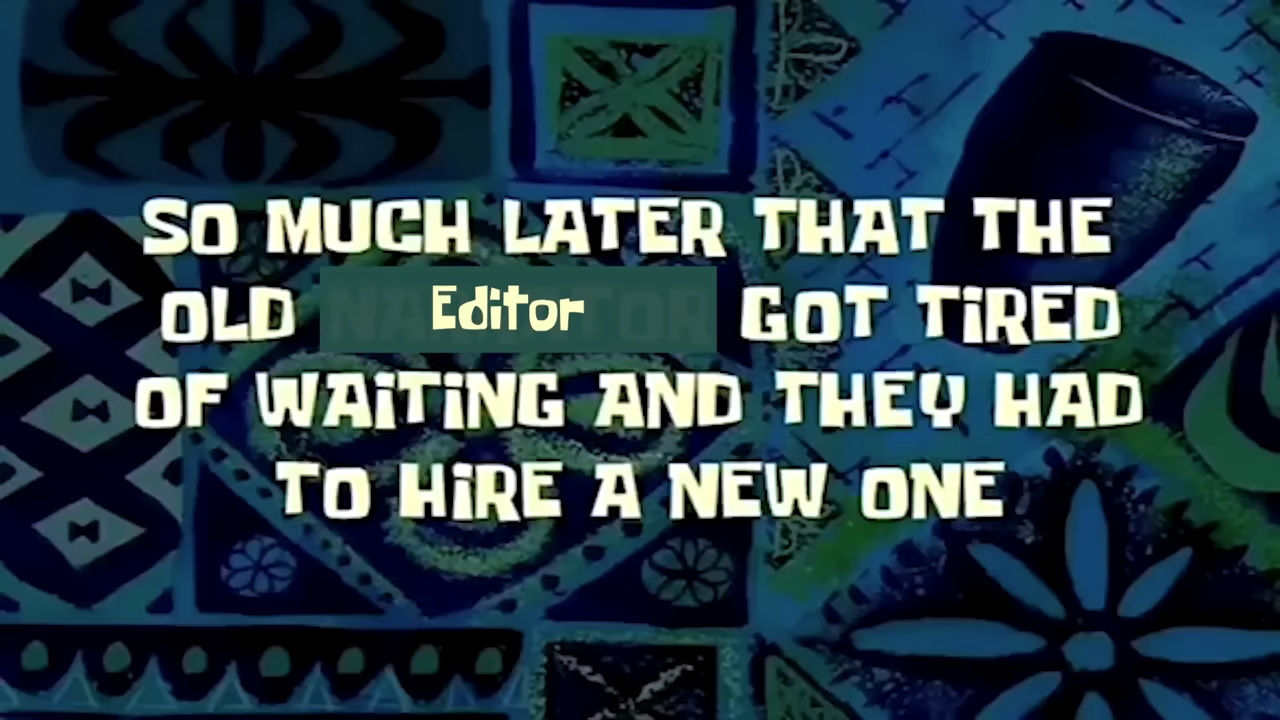 SO MUCH LATER THAT THE
OLD Editor GOT TiRED
OF WAiTiNG AND THEY HAD
TO HiRE A NEW ONE